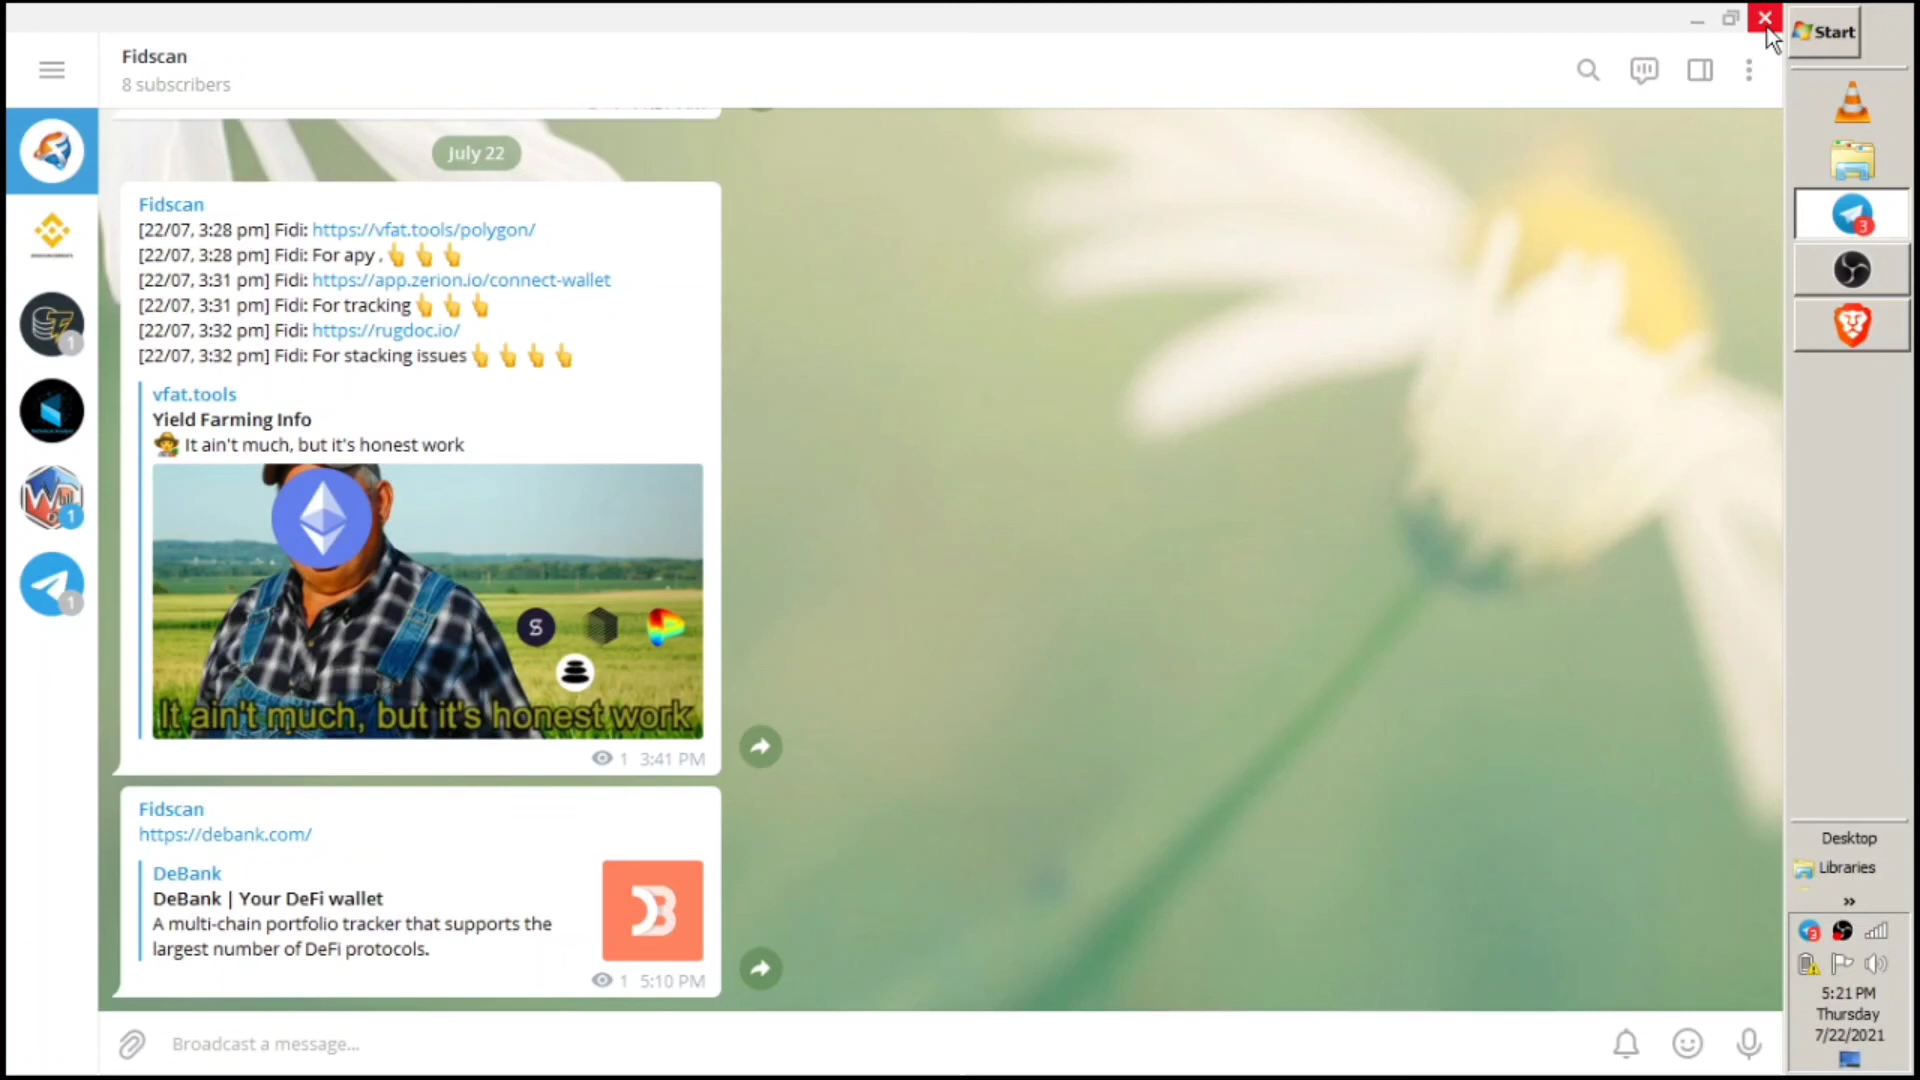 Fidscan
8 subscribers
July 22
Fidscan
[22/07, 3:28 pm] Fidi: https://vfat.tools/polygon/
[22/07, 3:28 pm] Fidi: For apy ,👆👆👆
[22/07, 3:31 pm] Fidi: https://app.zerion.io/connect-wallet
[22/07, 3:31 pm] Fidi: For tracking👆👆👆
[22/07, 3:32 pm] Fidi: https://rugdoc.io/
[22/07, 3:32 pm] Fidi: For stacking issues👆👆👆👆
vfat.tools
Yield Farming Info
🧑‍🌾 It ain't much, but it's honest work
It ain't much, but it's honest work
1 3:41 PM
Fidscan
https://debank.com/
DeBank
DeBank | Your DeFi wallet
A multi-chain portfolio tracker that supports the
largest number of DeFi protocols.
1 5:10 PM
Broadcast a message...
1
1
1
Start
3
Desktop
Libraries
»
3
5:21 PM
Thursday
7/22/2021